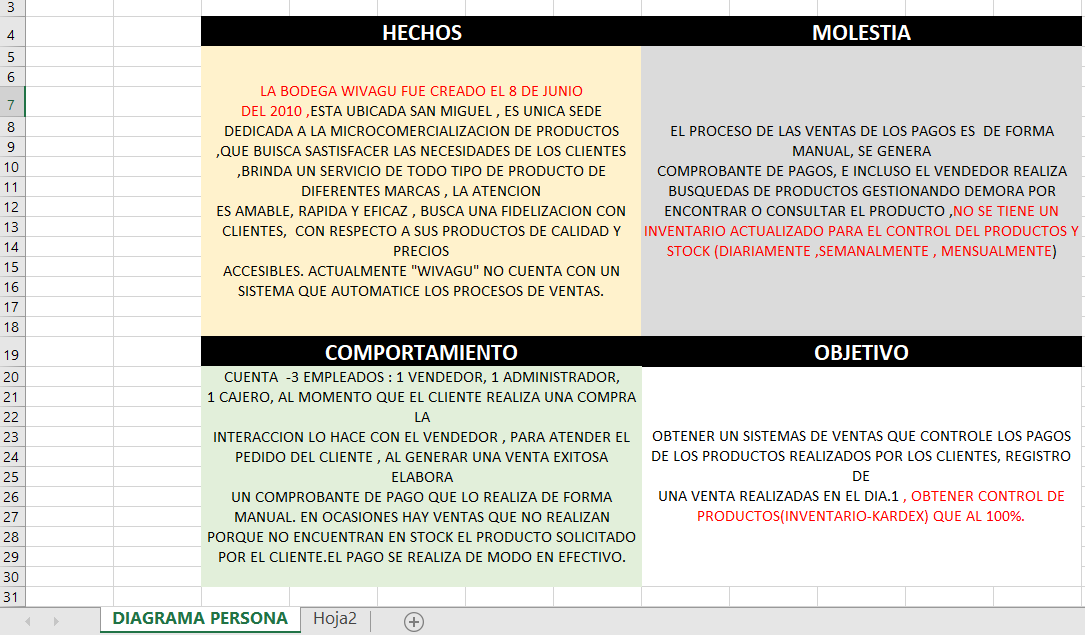 3
4
HECHOS
MOLESTIA
5
6
7
8
9
10
11
12
13
14
15
16
17
18
LA BODEGA WIVAGU FUE CREADO EL 8 DE JUNIO
DEL 2010 ,ESTA UBICADA SAN MIGUEL , ES UNICA SEDE
DEDICADA A LA MICROCOMERCIALIZACION DE PRODUCTOS
,QUE BUISCA SASTISFACER LAS NECESIDADES DE LOS CLIENTES
,BRINDA UN SERVICIO DE TODO TIPO DE PRODUCTO DE
DIFERENTES MARCAS , LA ATENCION
ES AMABLE, RAPIDA Y EFICAZ , BUSCA UNA FIDELIZACION CON
CLIENTES,  CON RESPECTO A SUS PRODUCTOS DE CALIDAD Y
PRECIOS
ACCESIBLES. ACTUALMENTE "WIVAGU" NO CUENTA CON UN
SISTEMA QUE AUTOMATICE LOS PROCESOS DE VENTAS.
EL PROCESO DE LAS VENTAS DE LOS PAGOS ES  DE FORMA
MANUAL, SE GENERA
COMPROBANTE DE PAGOS, E INCLUSO EL VENDEDOR REALIZA
BUSQUEDAS DE PRODUCTOS GESTIONANDO DEMORA POR
ENCONTRAR O CONSULTAR EL PRODUCTO ,NO SE TIENE UN
INVENTARIO ACTUALIZADO PARA EL CONTROL DEL PRODUCTOS Y
STOCK (DIARIAMENTE ,SEMANALMENTE , MENSUALMENTE)
19
COMPORTAMIENTO
OBJETIVO
20
21
22
23
24
25
26
27
28
29
30
31
CUENTA  -3 EMPLEADOS : 1 VENDEDOR, 1 ADMINISTRADOR,
1 CAJERO, AL MOMENTO QUE EL CLIENTE REALIZA UNA COMPRA
LA
INTERACCION LO HACE CON EL VENDEDOR , PARA ATENDER EL
PEDIDO DEL CLIENTE , AL GENERAR UNA VENTA EXITOSA
ELABORA
UN COMPROBANTE DE PAGO QUE LO REALIZA DE FORMA
MANUAL. EN OCASIONES HAY VENTAS QUE NO REALIZAN
PORQUE NO ENCUENTRAN EN STOCK EL PRODUCTO SOLICITADO
POR EL CLIENTE.EL PAGO SE REALIZA DE MODO EN EFECTIVO.
OBTENER UN SISTEMAS DE VENTAS QUE CONTROLE LOS PAGOS
DE LOS PRODUCTOS REALIZADOS POR LOS CLIENTES, REGISTRO
DE
UNA VENTA REALIZADAS EN EL DIA.1 , OBTENER CONTROL DE
PRODUCTOS(INVENTARIO-KARDEX) QUE AL 100%.
DIAGRAMA PERSONA
Hoja2